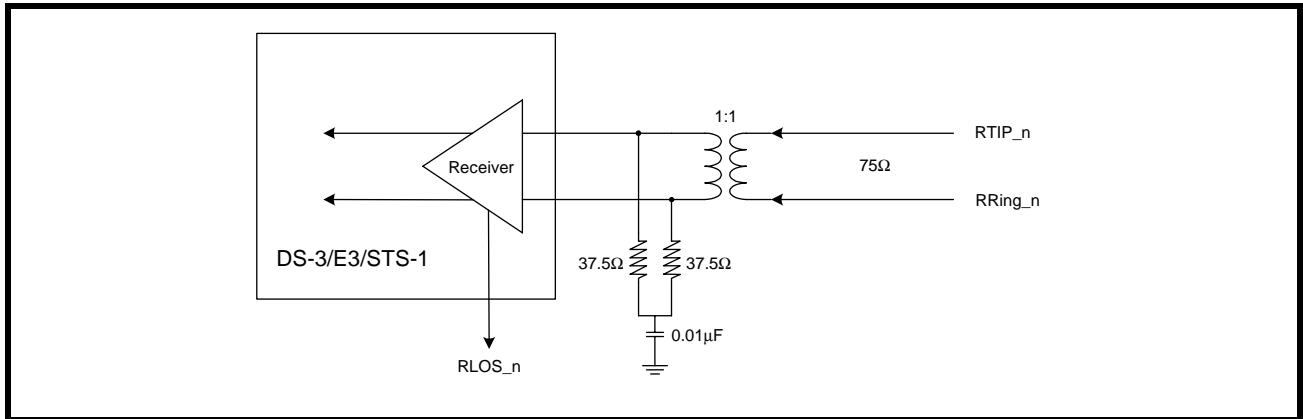 1:1
RTIP_n
Receiver
75Ω
RRing_n
DS-3/E3/STS-1
37.5Ω
37.5Ω
0.01µF
RLOS_n